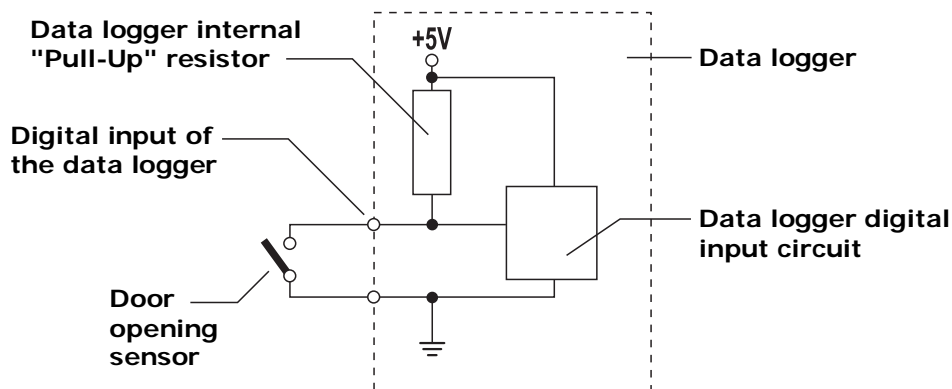 Data logger internal
"Pull-Up" resistor
+5V
Data logger
Digital input of
the data logger
Data logger digital
input circuit
Door
opening
sensor